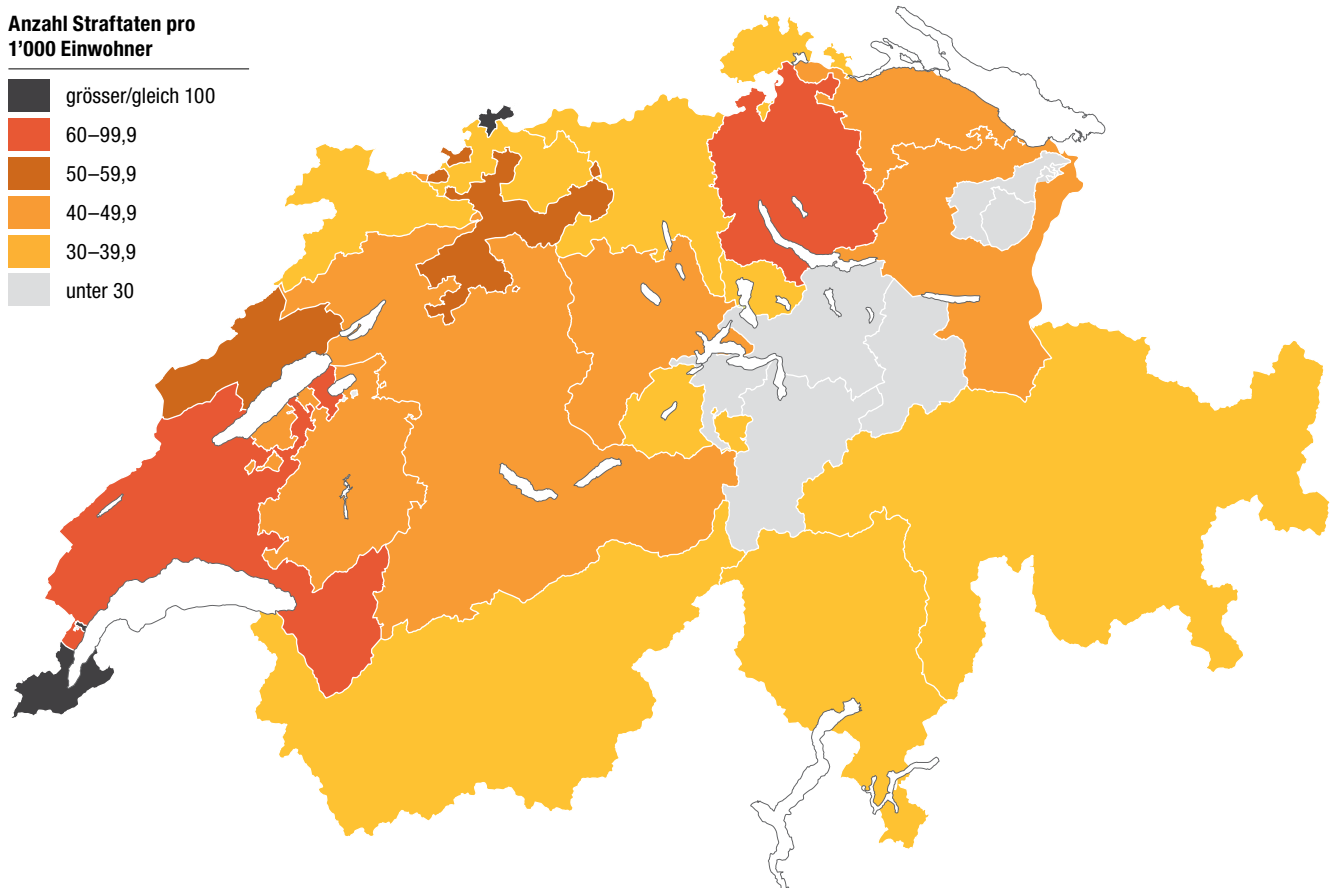 Anzahl Straftaten pro
1’000 Einwohner
grösser/gleich 100
60–99,9
50–59,9
40–49,9
30–39,9
unter 30